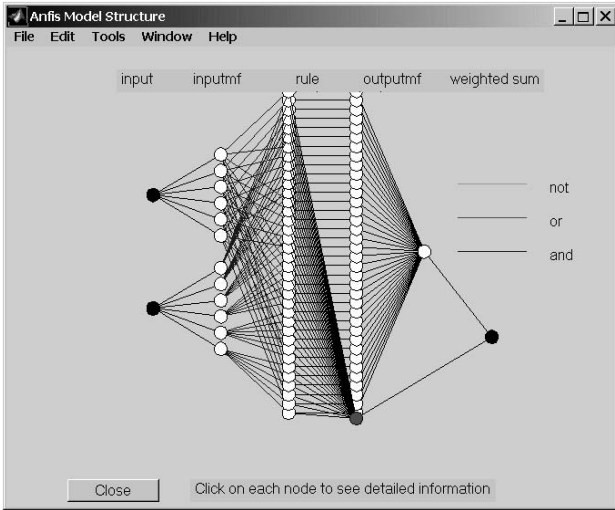 Anfis Model Structure
File Edit Tools Window Help
input inputmf rule outputmf weighted sum
not
or
and
Close
Click on each node to see detailed information